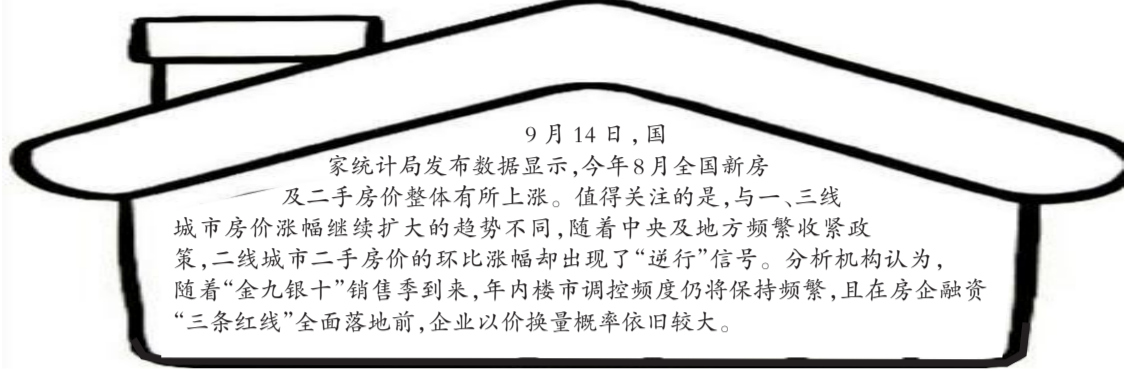 9月14日,国
家统计局发布数据显示,今年8月全国新房
及二手房价整体有所上涨。值得关注的是,与一、三线
城市房价涨幅继续扩大的趋势不同,随着中央及地方频繁收紧政
策,二线城市二手房价的环比涨幅却出现了“逆行”信号。分析机构认为,
随着“金九银十”销售季到来,年内楼市调控频度仍将保持频繁,且在房企融资
“三条红线”全面落地前,企业以价换量概率依旧较大。